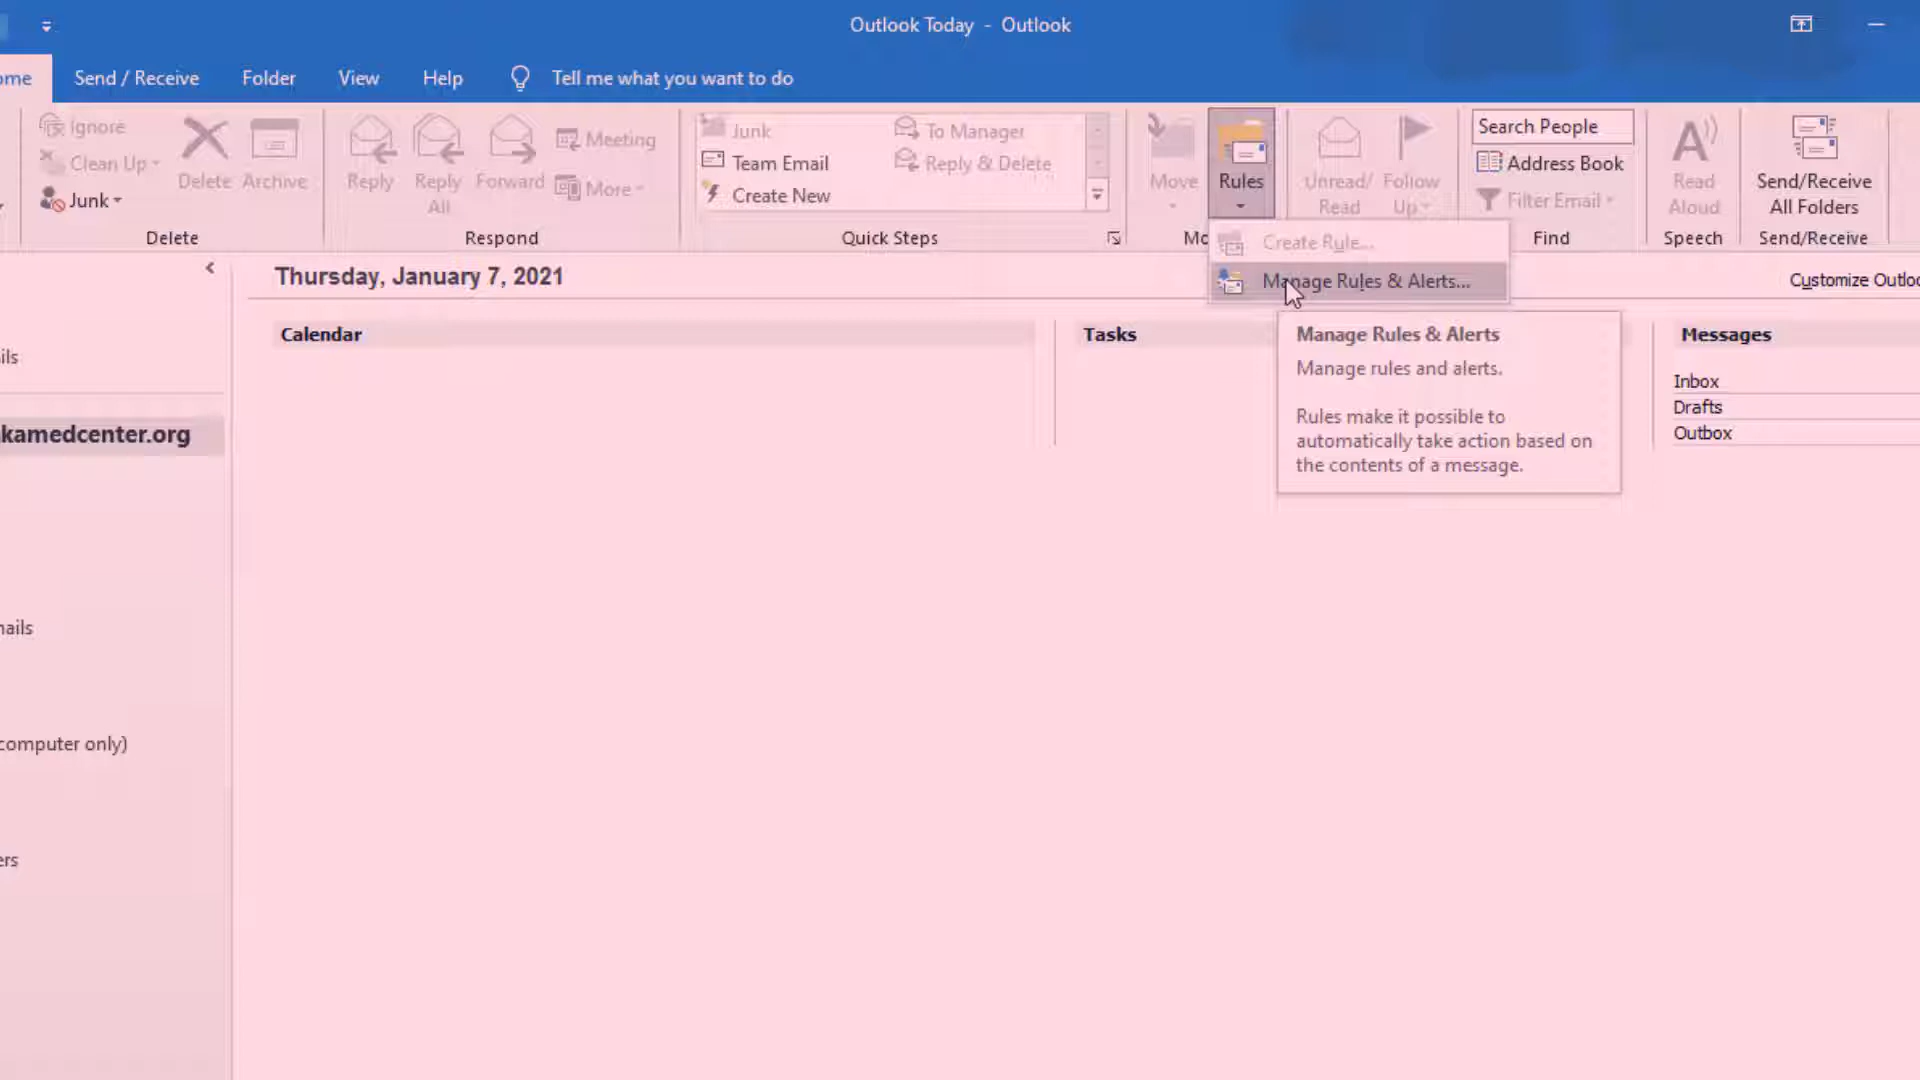 Outlook Today - Outlook
ome Send / Receive Folder View Help Tell me what you want to do
Ignore
Clean Up
Junk
Delete
Archive
Delete
Reply
Reply All
Forward
Meeting
More
Respond
Junk
Team Email
Create New
To Manager
Reply & Delete
Quick Steps
Move
Rules
Mo
Unread/ Read
Follow Up
Search People
Address Book
Filter Email
Find
Read Aloud
Speech
Send/Receive All Folders
Send/Receive
Create Rule...
Manage Rules & Alerts...
Manage Rules & Alerts
Manage rules and alerts.
Rules make it possible to
automatically take action based on
the contents of a message.
Thursday, January 7, 2021
Customize Outloo
Calendar
Tasks
Messages
Inbox
Drafts
Outbox
ils
kamedcenter.org
nails
computer only)
ers